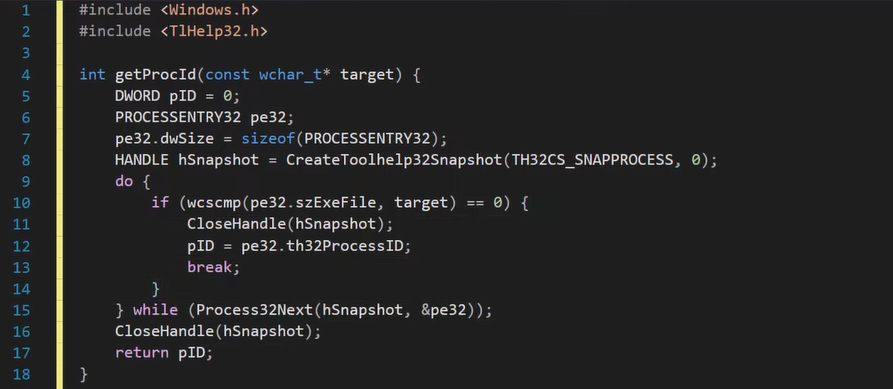 1 #include <Windows.h>
2 #include <TlHelp32.h>
3
4 int getProcId(const wchar_t* target) {
5     DWORD pID = 0;
6     PROCESSENTRY32 pe32;
7     pe32.dwSize = sizeof(PROCESSENTRY32);
8     HANDLE hSnapshot = CreateToolhelp32Snapshot(TH32CS_SNAPPROCESS, 0);
9     do {
10         if (wcscmp(pe32.szExeFile, target) == 0) {
11             CloseHandle(hSnapshot);
12             pID = pe32.th32ProcessID;
13             break;
14         }
15     } while (Process32Next(hSnapshot, &pe32));
16     CloseHandle(hSnapshot);
17     return pID;
18 }